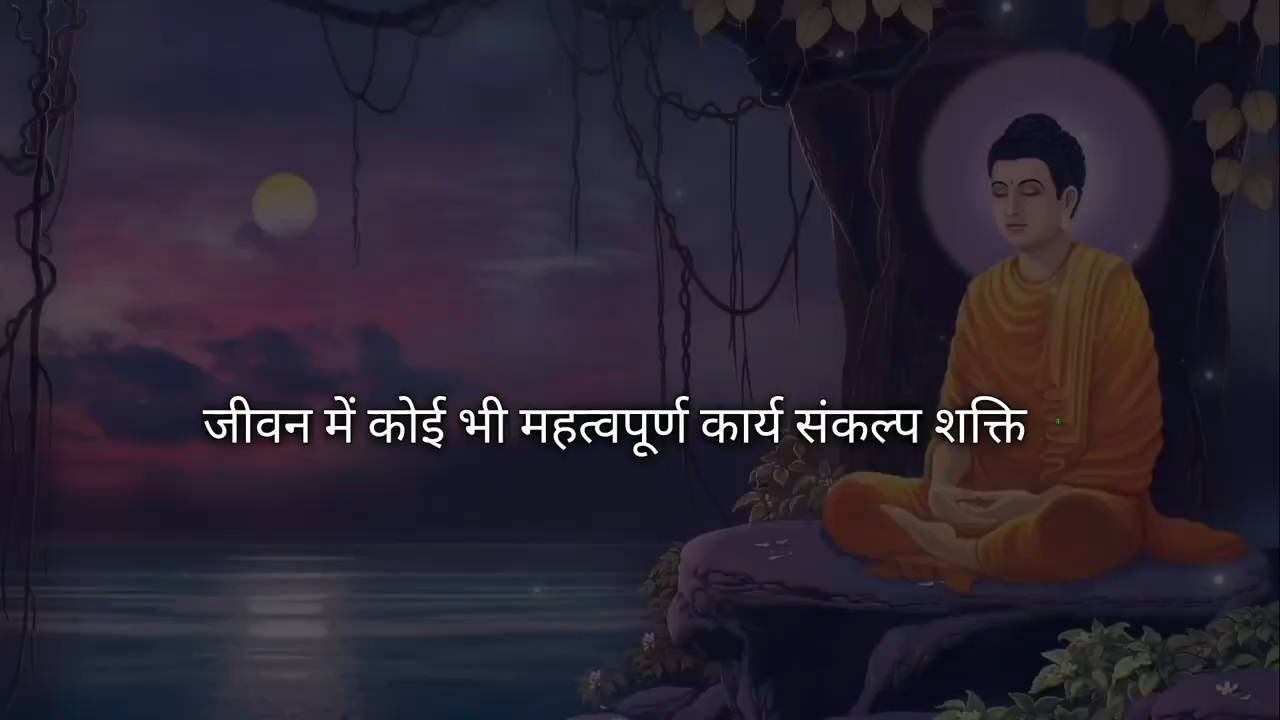 जीवन में कोई भी महत्वपूर्ण कार्य संकल्प शक्ति